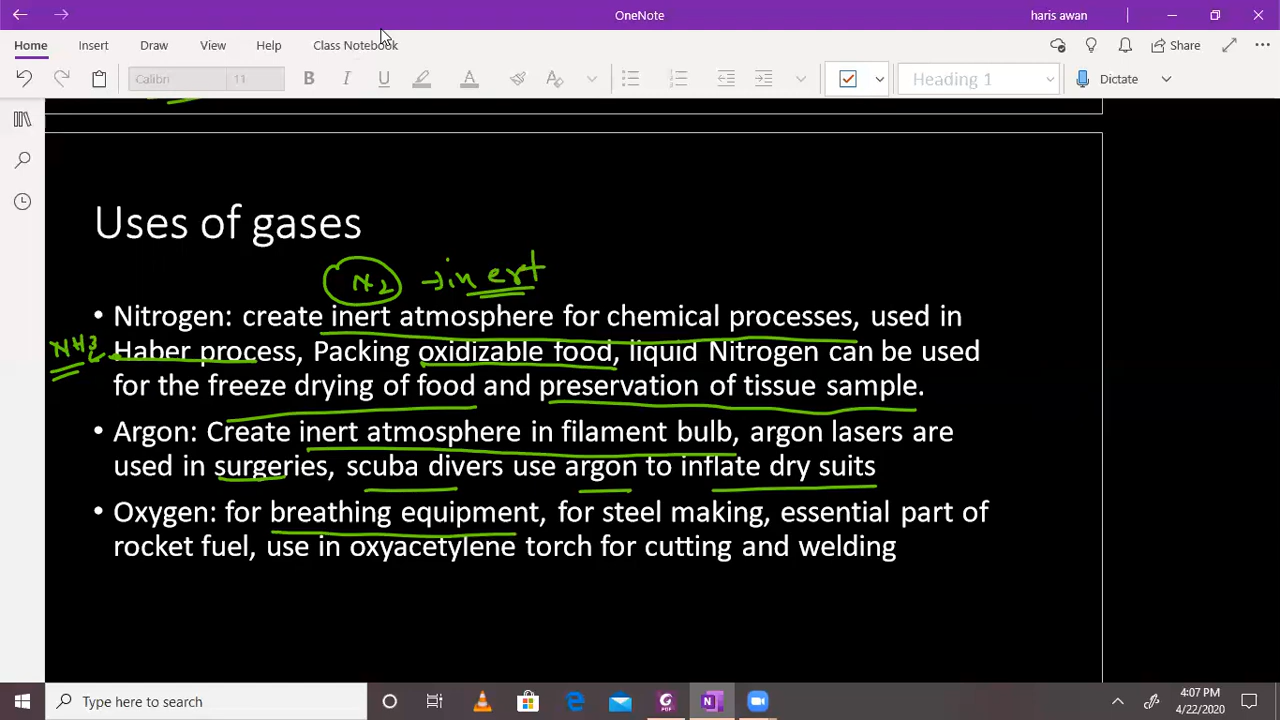 OneNote
haris awan
Home Insert Draw View Help Class Notebook
Share
Calibri 11 B I U A Heading 1 Dictate
Uses of gases
N2 → inert
• Nitrogen: create inert atmosphere for chemical processes, used in
NH3
Haber process, Packing oxidizable food, liquid Nitrogen can be used
for the freeze drying of food and preservation of tissue sample.
• Argon: Create inert atmosphere in filament bulb, argon lasers are
used in surgeries, scuba divers use argon to inflate dry suits
• Oxygen: for breathing equipment, for steel making, essential part of
rocket fuel, use in oxyacetylene torch for cutting and welding
Type here to search
4:07 PM
4/22/2020